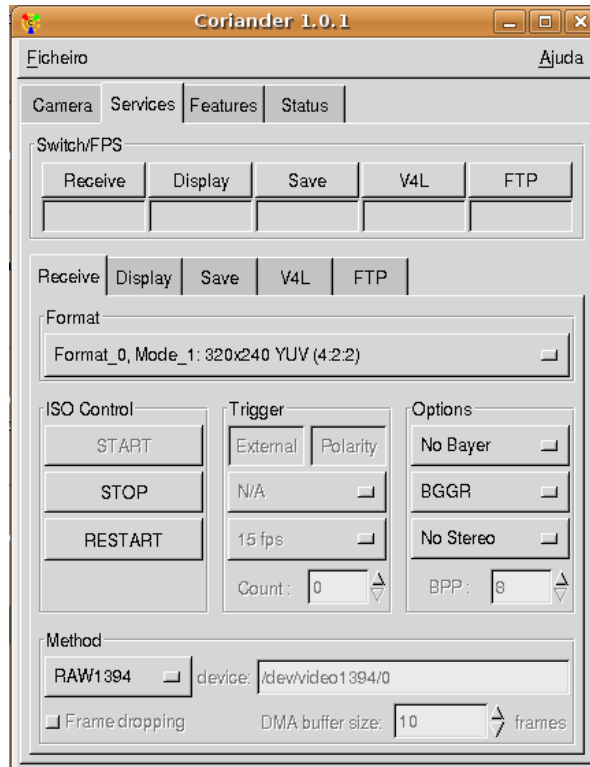 Coriander 1.0.1
Ficheiro Ajuda
Camera Services Features Status
Switch/FPS
Receive Display Save V4L FTP
Receive Display Save V4L FTP
Format
Format_0, Mode_1: 320x240 YUV (4:2:2)
ISO Control Trigger Options
START External Polarity No Bayer
STOP N/A BGGR
RESTART 15 fps No Stereo
Count: 0 BPP: 8
Method
RAW1394 device: /dev/video1394/0
Frame dropping DMA buffer size: 10 frames